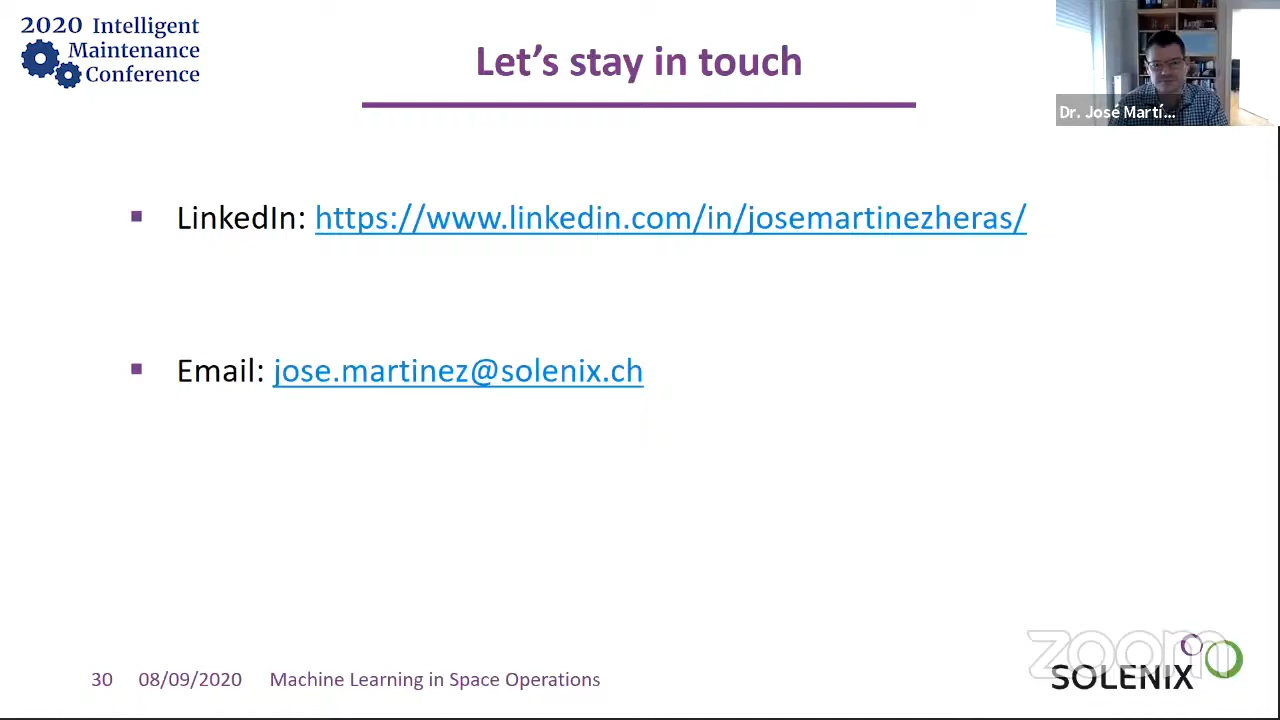 2020 Intelligent
Maintenance
Conference
Let's stay in touch
Dr. José Martí...
▪ LinkedIn: https://www.linkedin.com/in/josemartinezheras/
▪ Email: jose.martinez@solenix.ch
30 08/09/2020 Machine Learning in Space Operations
zoom
SOLENIX